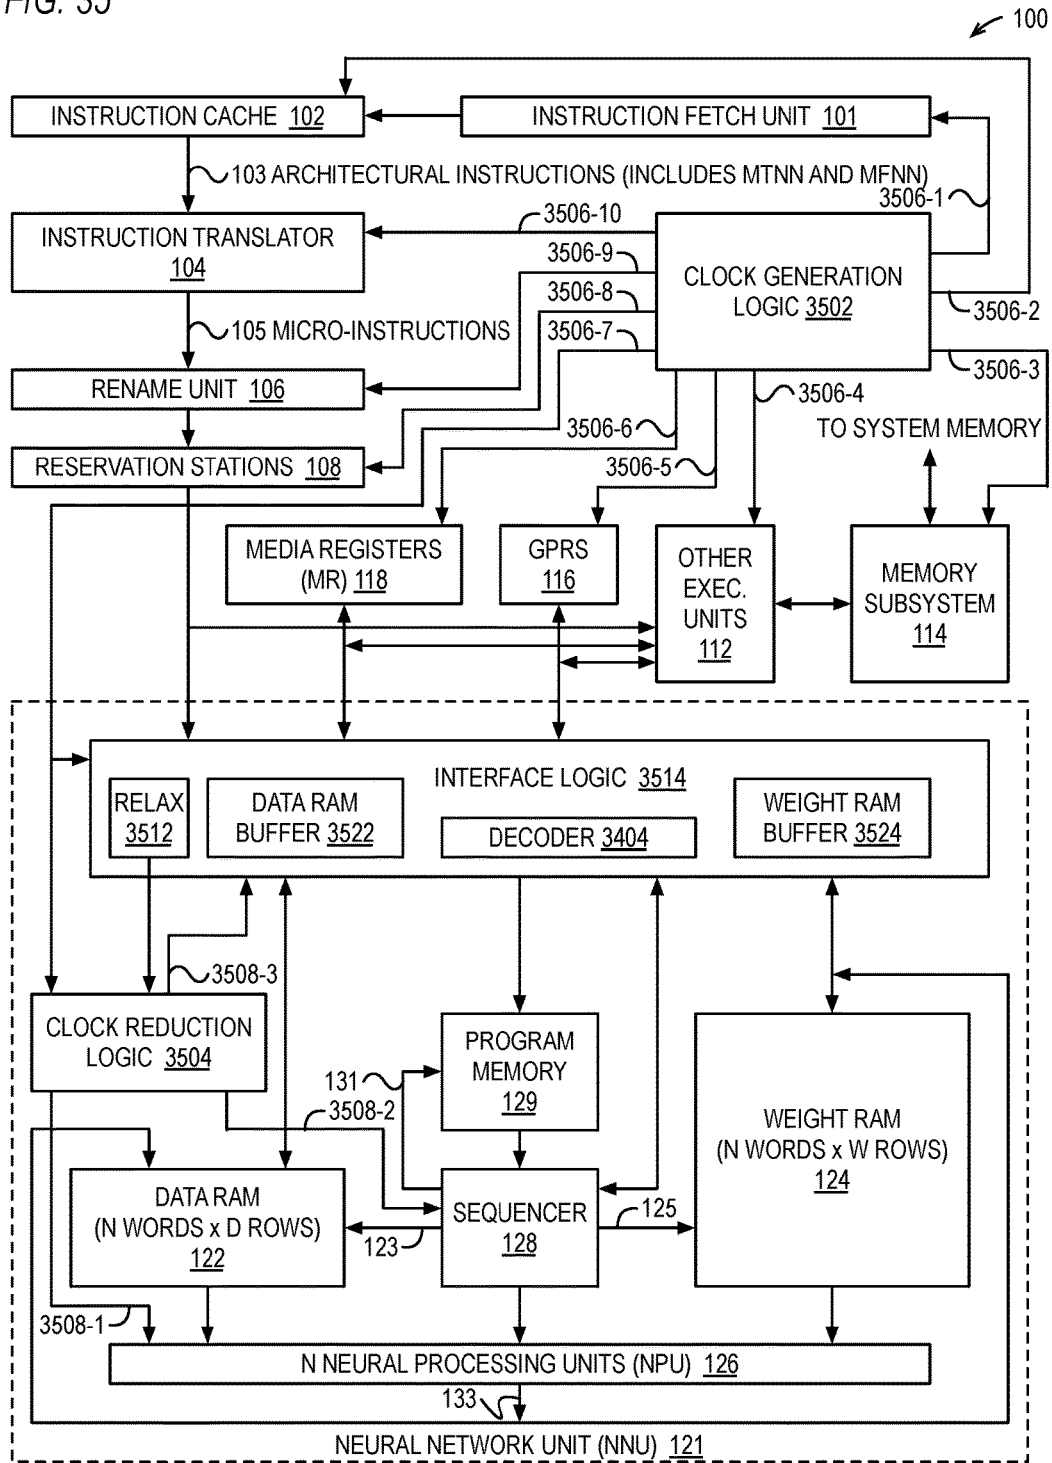 FIG. 35
100
INSTRUCTION CACHE 102
INSTRUCTION FETCH UNIT 101
103 ARCHITECTURAL INSTRUCTIONS (INCLUDES MTNN AND MFNN)
3506-1
3506-10
INSTRUCTION TRANSLATOR
104
3506-9
CLOCK GENERATION
LOGIC 3502
3506-8
3506-2
105 MICRO-INSTRUCTIONS
3506-7
3506-3
RENAME UNIT 106
3506-4
3506-6
TO SYSTEM MEMORY
RESERVATION STATIONS 108
3506-5
MEDIA REGISTERS
(MR) 118
GPRS
116
OTHER
EXEC.
UNITS
112
MEMORY
SUBSYSTEM
114
INTERFACE LOGIC 3514
RELAX
3512
DATA RAM
BUFFER 3522
DECODER 3404
WEIGHT RAM
BUFFER 3524
3508-3
CLOCK REDUCTION
LOGIC 3504
PROGRAM
MEMORY
129
131
3508-2
WEIGHT RAM
(N WORDS x W ROWS)
124
DATA RAM
(N WORDS x D ROWS)
122
SEQUENCER
128
123
125
3508-1
N NEURAL PROCESSING UNITS (NPU) 126
133
NEURAL NETWORK UNIT (NNU) 121